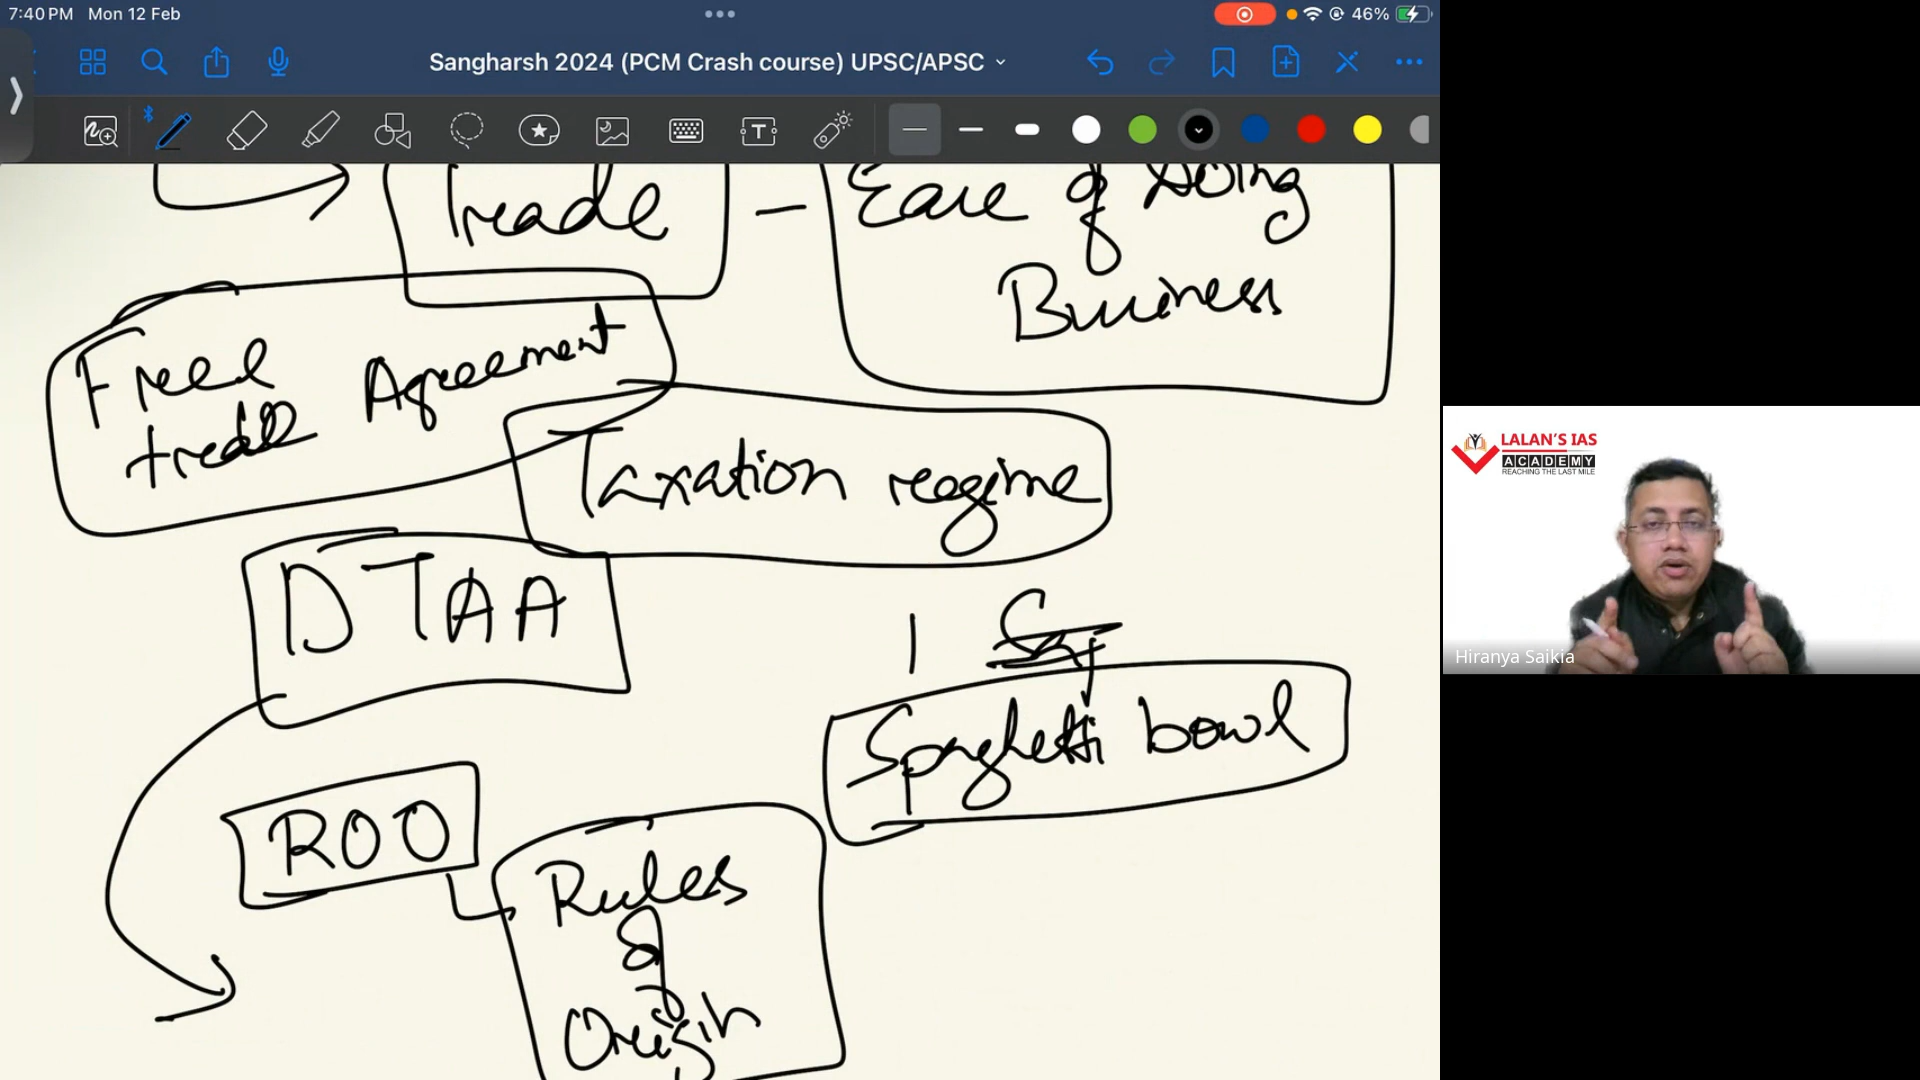 7:40 PM Mon 12 Feb
46%
Sangharsh 2024 (PCM Crash course) UPSC/APSC
T
Trade - Ease of Doing
Business
Free Agreement
trade
Taxation regime
DTAA
Spaghetti bowl
ROO
Rules
of
Origin
LALAN'S IAS
ACADEMY
REACHING THE LAST MILE
Hiranya Saikia